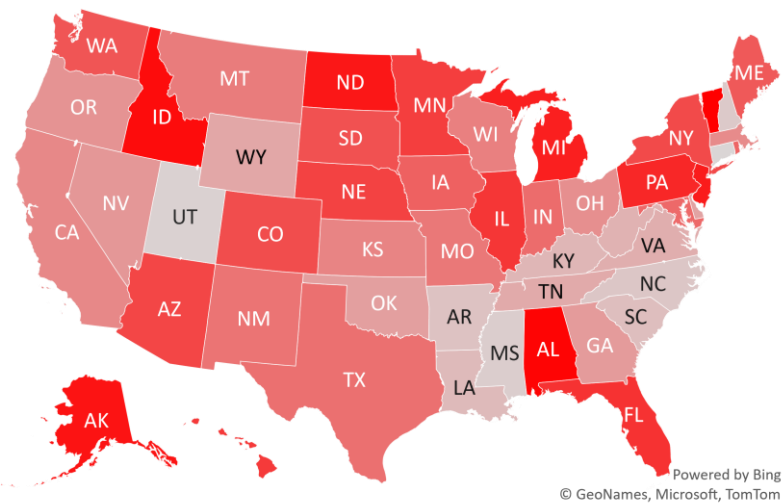 WA
MT
ND
MN
ME
OR
ID
SD
WI
NY
WY
MI
IA
PA
NE
NV
UT
IL
IN
OH
CO
CA
KS
MO
KY
VA
TN
NC
AZ
NM
OK
AR
SC
MS
AL
GA
TX
LA
AK
FL
Powered by Bing
© GeoNames, Microsoft, TomTom